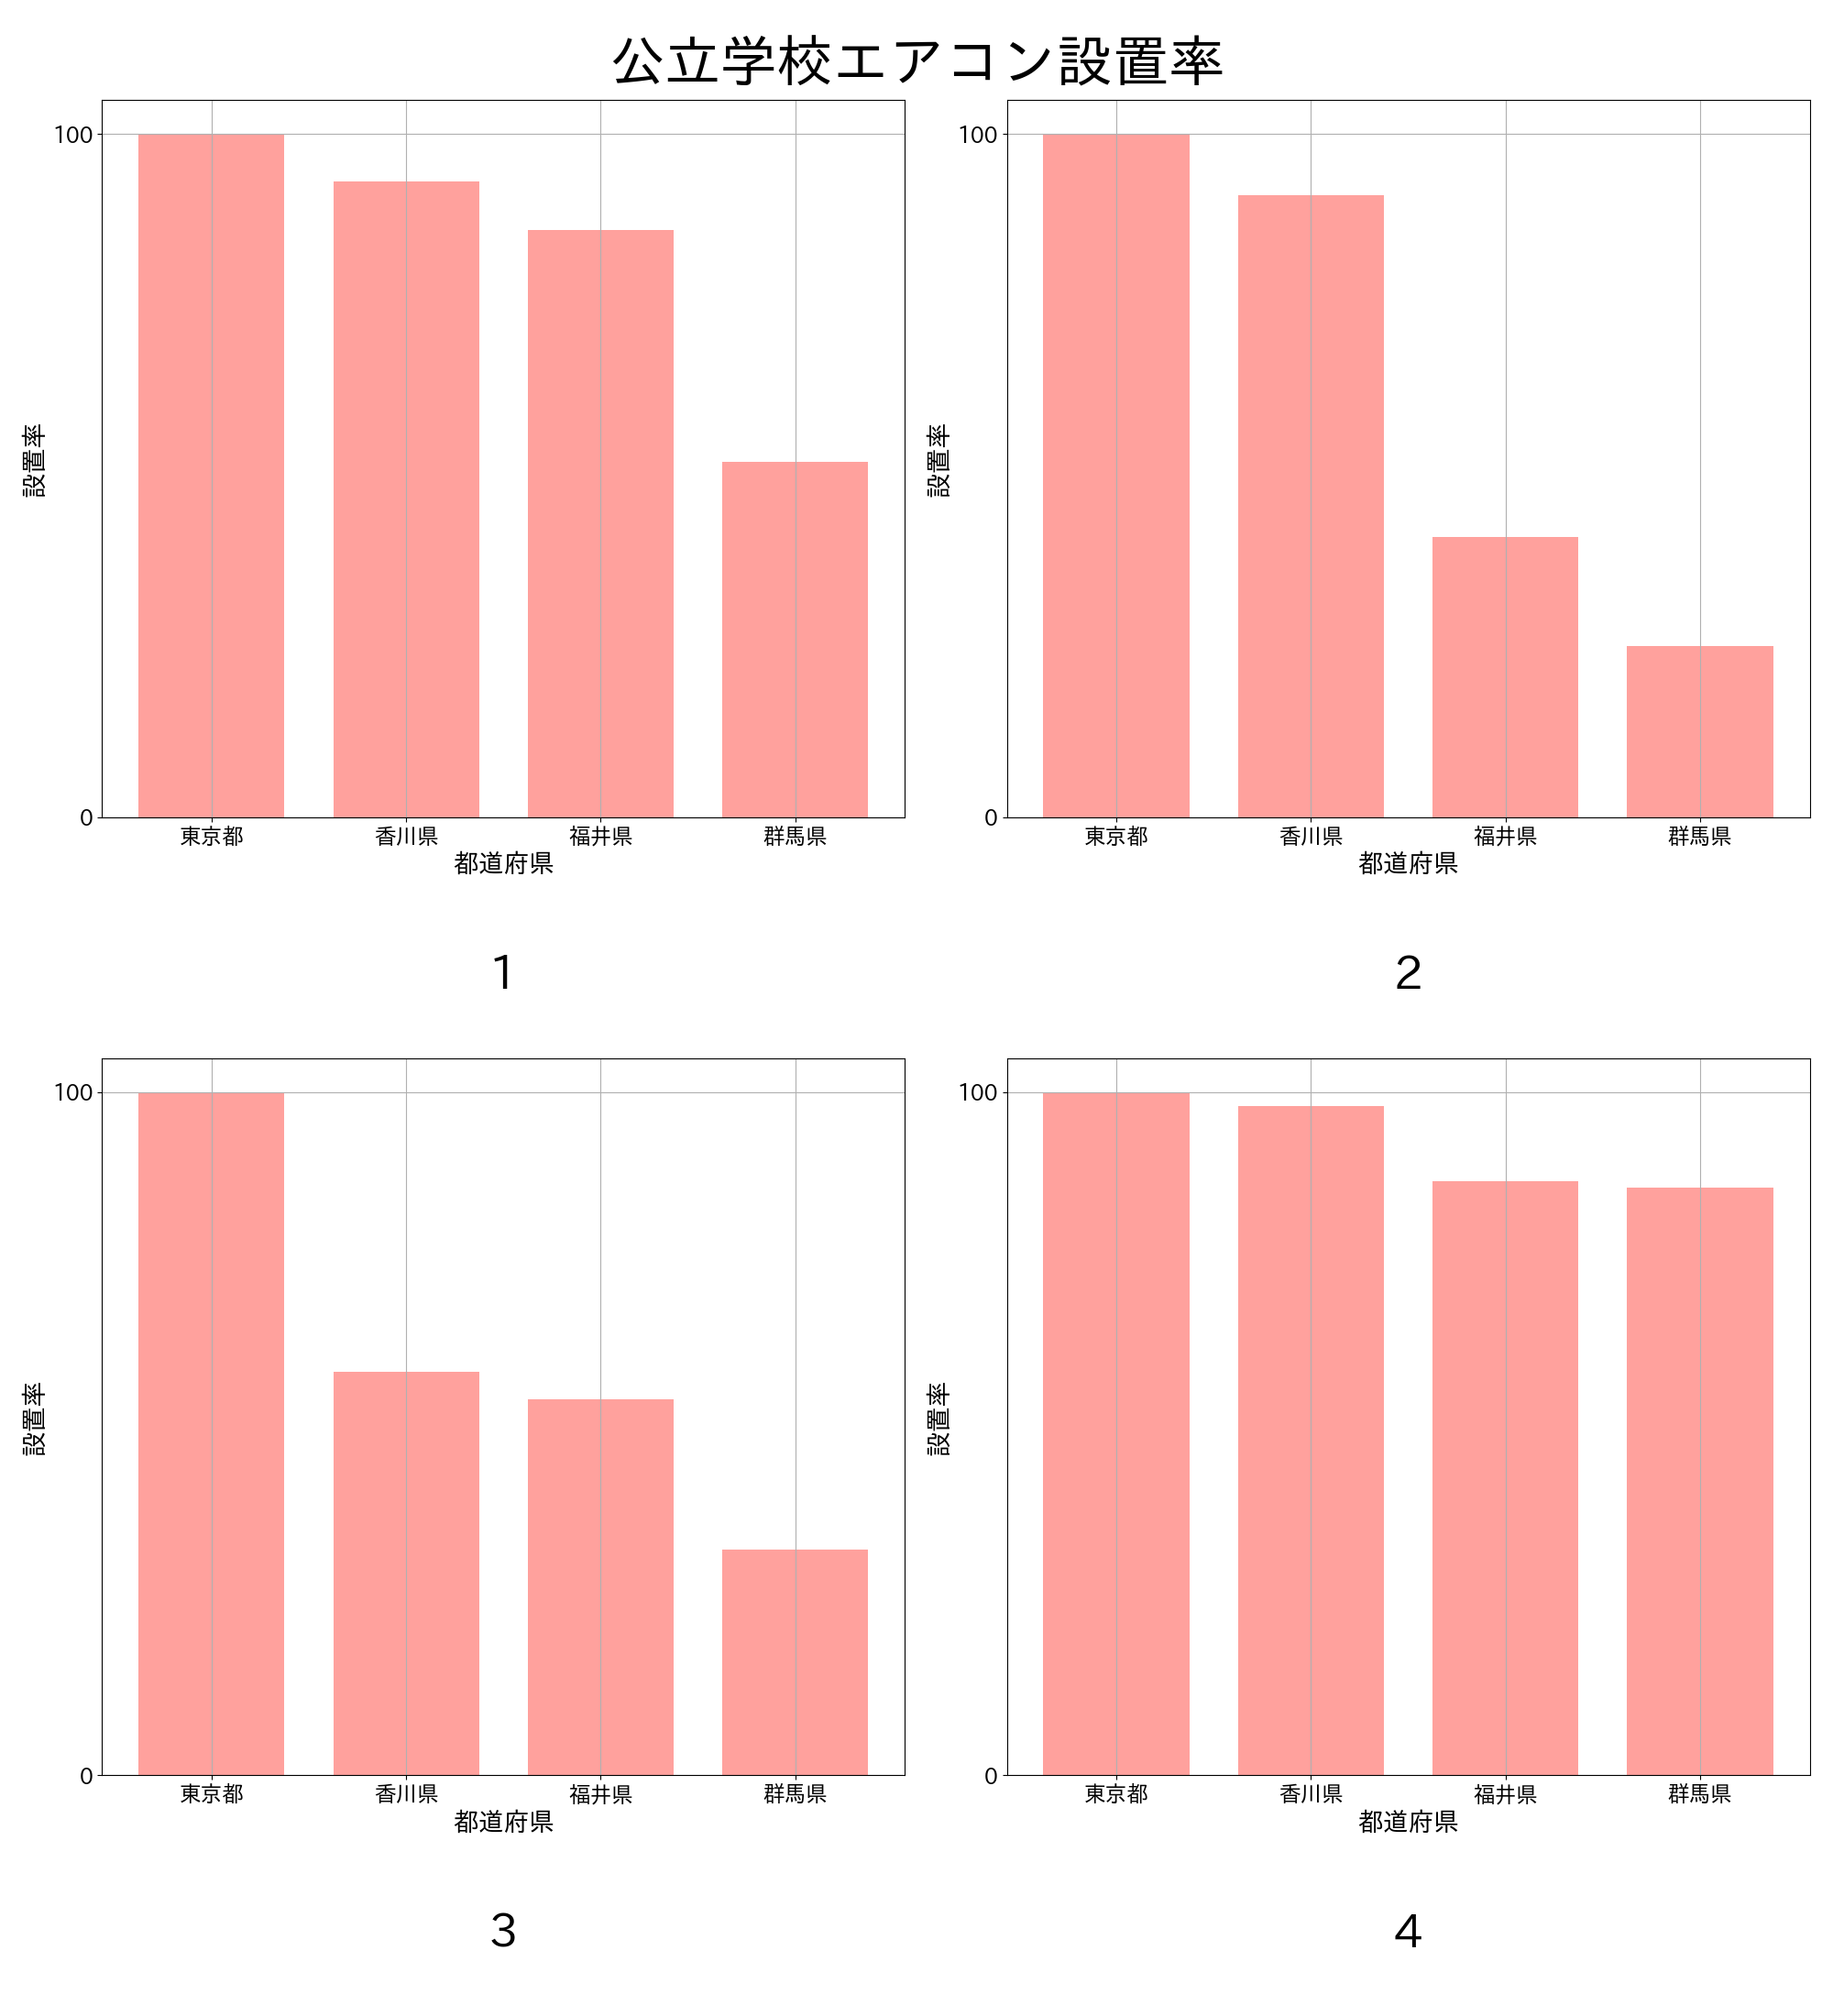 公立学校エアコン設置率
100
0
設置率
東京都 香川県 福井県 群馬県
都道府県
1
100
0
設置率
東京都 香川県 福井県 群馬県
都道府県
2
100
0
設置率
東京都 香川県 福井県 群馬県
都道府県
3
100
0
設置率
東京都 香川県 福井県 群馬県
都道府県
4